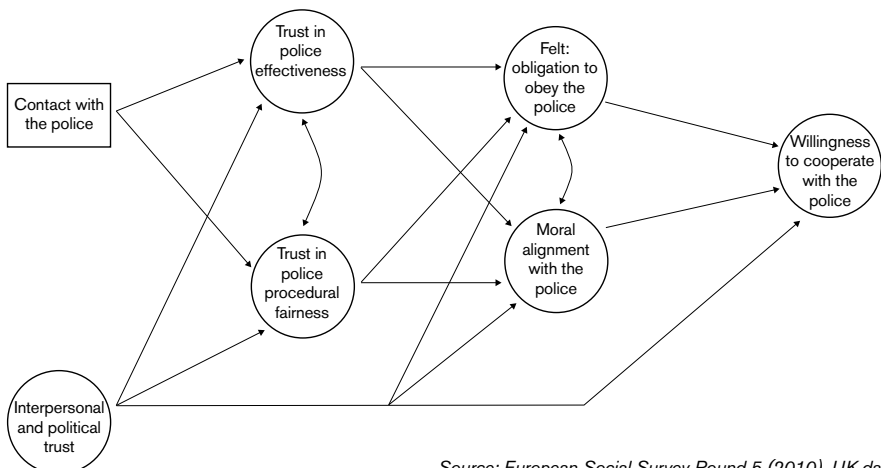 Trust in
police
effectiveness
Felt:
obligation to
obey the
police
Contact with
the police
Willingness
to cooperate
with the
police
Trust in
police
procedural
fairness
Moral
alignment
with the
police
Interpersonal
and political
trust
Source: European Social Survey Round 5 (2010), UK